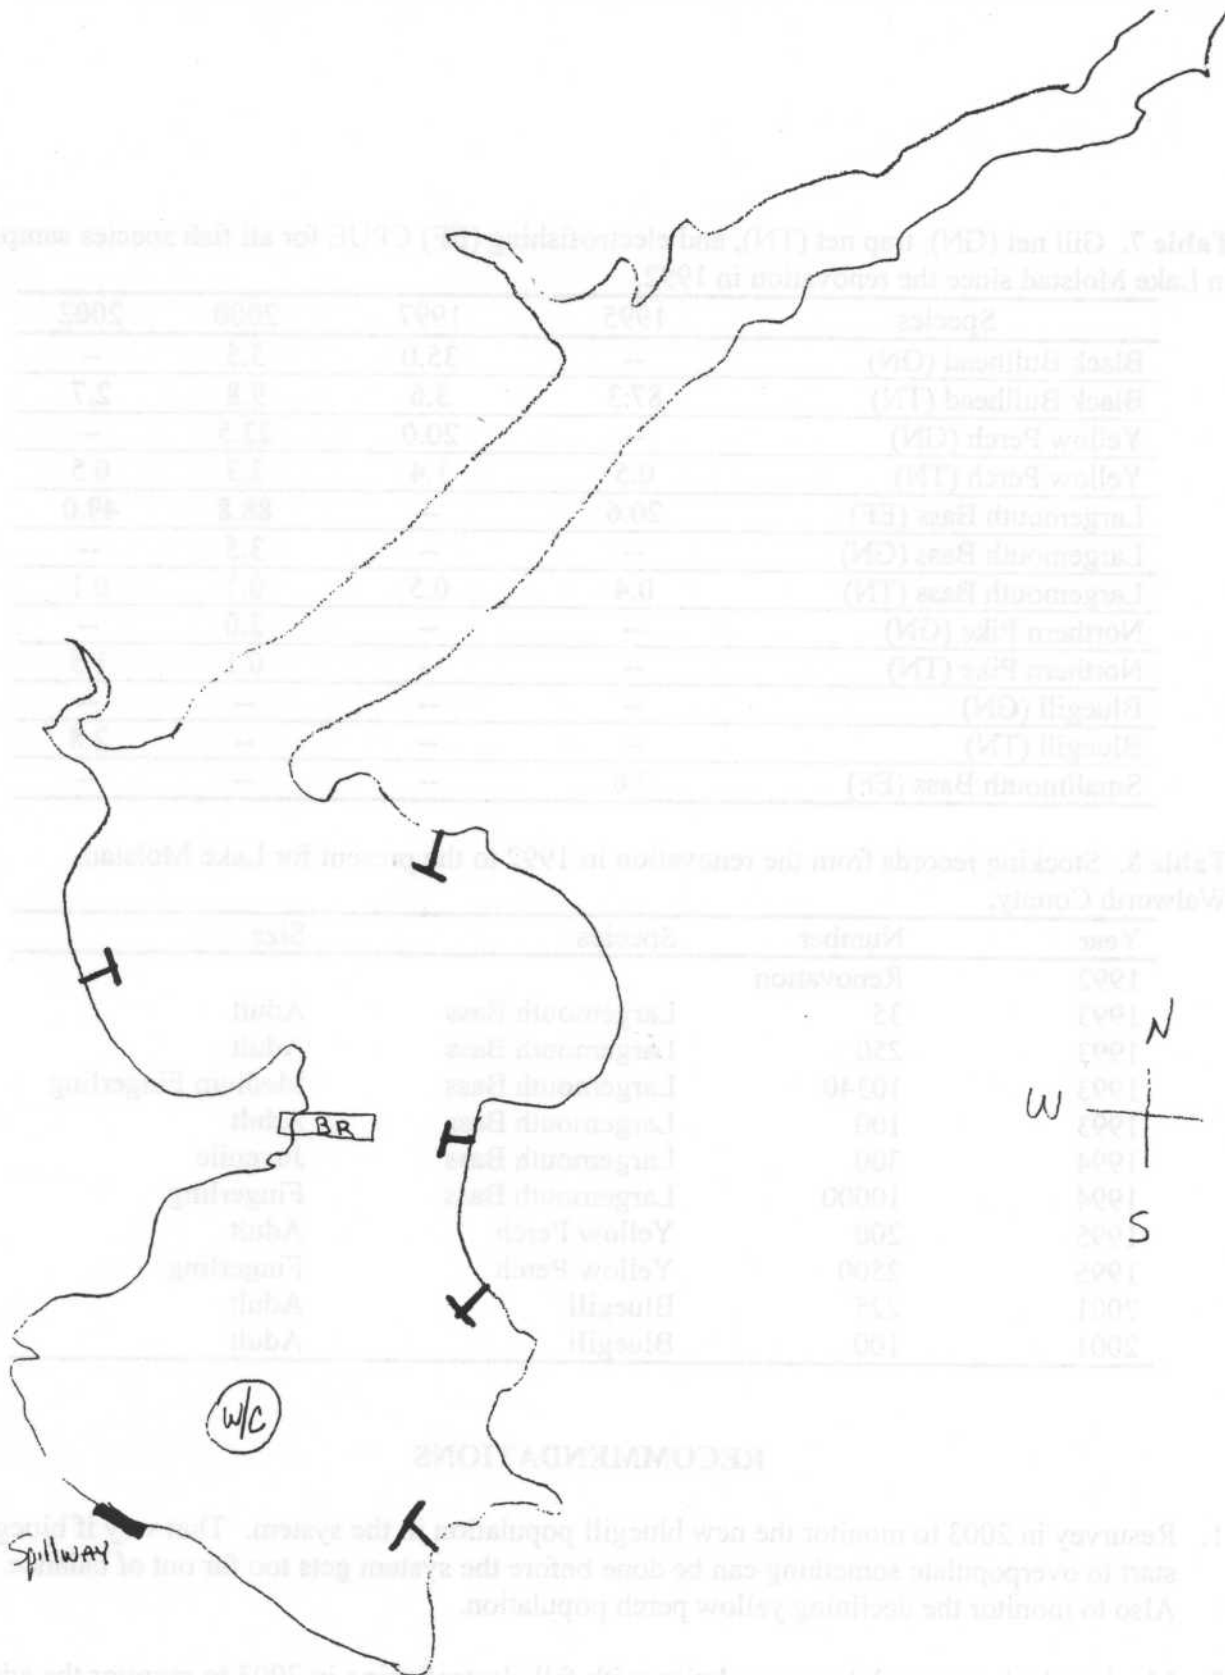 Table 7. Gill net (GN), trap net (TN), and electrofishing (EF) CPUE for all fish species
in Lake Molstad since the renovation in 1992.
Species 1995 1997 2000 2002
Black Bullhead (GN) -- 35.0 3.5 --
Black Bullhead (TN) 87.3 3.6 9.8 2.7
Yellow Perch (GN) 20.0 22.5 --
Yellow Perch (TN) 0.5 1.4 3.3 0.5
Largemouth Bass (EF) 20.6 -- 88.8 49.0
Largemouth Bass (GN) -- -- 3.5 --
Largemouth Bass (TN) 0.4 0.5 0.1 0.1
Northern Pike (GN) -- -- 2.0 --
Northern Pike (TN) --
Bluegill (GN) -- -- -- --
Bluegill (TN) -- -- --
Smallmouth Bass (EF) -- -- --
Stocking records from the renovation in 1992 to the present for Lake Molstad,
Walworth County.
Year Number Species Size
1992 Renovation
1993 35 Largemouth Bass Adult
1993 250 Largemouth Bass Adult
1993 10340 Largemouth Bass Medium Fingerling
1993 100 Largemouth Bass Adult
BR
1994 300 Largemouth Bass Juvenile
1994 10000 Largemouth Bass Fingerling
1995 200 Yellow Perch Adult
1995 2500 Yellow Perch Fingerling
2001 225 Bluegill Adult
2001 100 Bluegill Adult
N
W
S
W/C
RECOMMENDATIONS
Spillway
1. Resurvey in 2003 to monitor the new bluegill population in the system. That way if
start to overpopulate something can be done before the system gets too far out of balance
Also to monitor the declining yellow perch population.